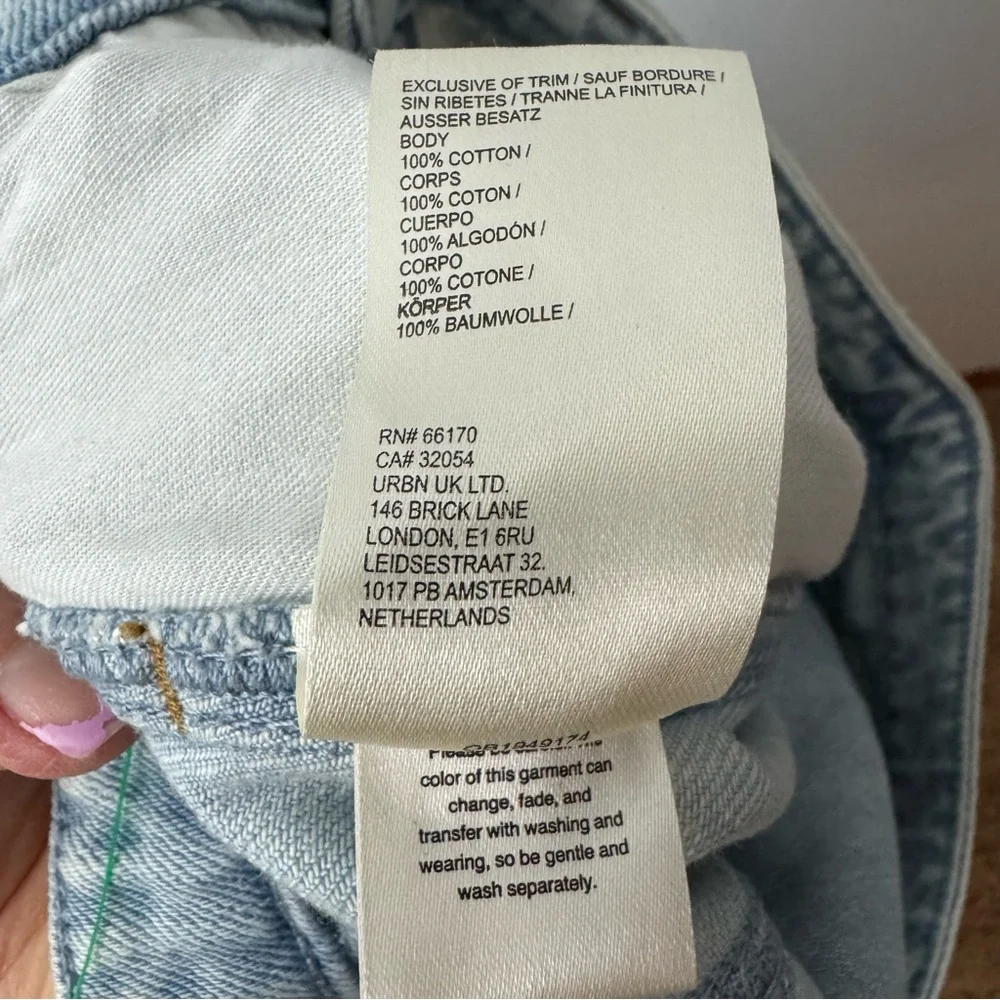 EXCLUSIVE OF TRIM / SAUF BORDURE /
SIN RIBETES / TRANNE LA FINITURA /
AUSSER BESATZ
BODY
100% COTTON /
CORPS
100% COTON /
CUERPO
100% ALGODÓN /
CORPO
100% COTONE /
KÖRPER
100% BAUMWOLLE /
RN# 66170
CA# 32054
URBN UK LTD.
146 BRICK LANE
LONDON, E1 6RU
LEIDSESTRAAT 32.
1017 PB AMSTERDAM,
NETHERLANDS
Please
color of this garment can
change, fade, and
transfer with washing and
wearing, so be gentle and
wash separately.